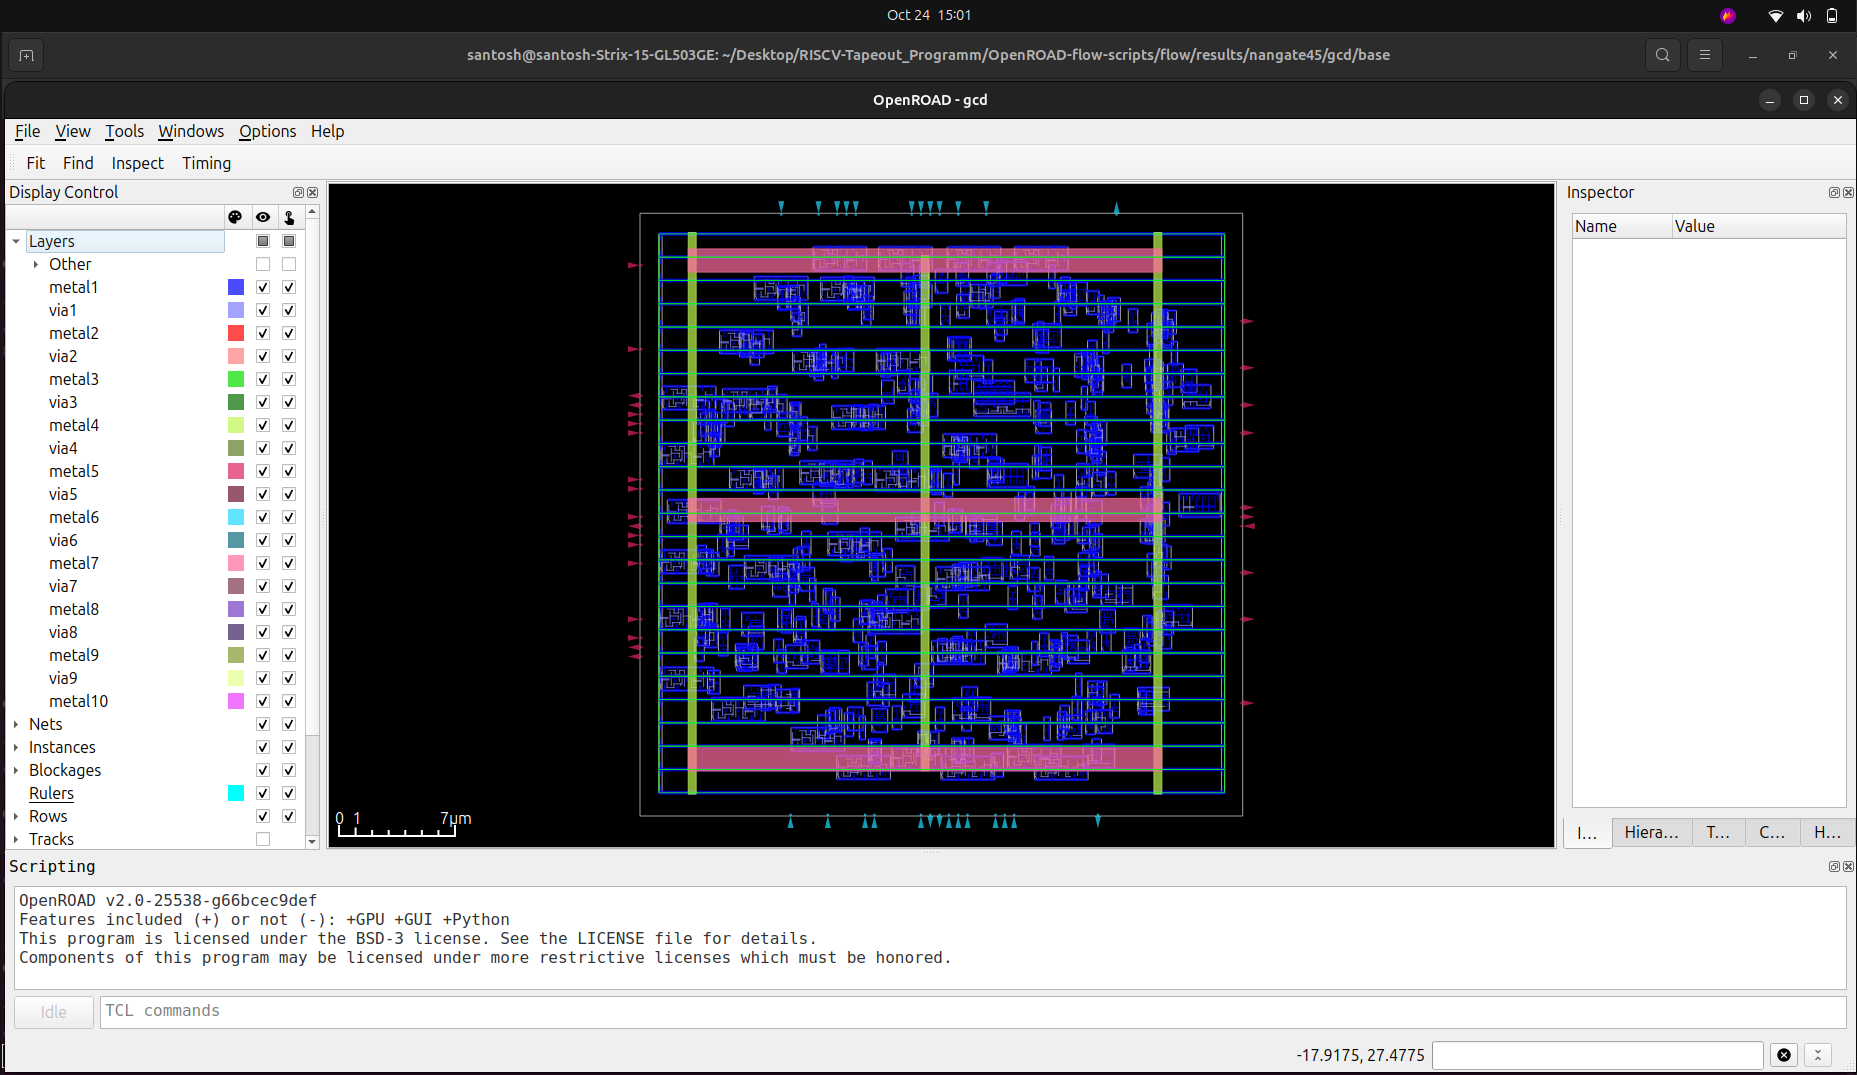 Oct 24 15:01
santosh@santosh-Strix-15-GL503GE: ~/Desktop/RISCV-Tapeout_Programm/OpenROAD-flow-scripts/flow/results/nangate45/gcd/base
OpenROAD - gcd
File View Tools Windows Options Help
Fit Find Inspect Timing
Display Control
Layers
Other
metal1
via1
metal2
via2
metal3
via3
metal4
via4
metal5
via5
metal6
via6
metal7
via7
metal8
via8
metal9
via9
metal10
Nets
Instances
Blockages
Rulers
Rows
Tracks
0 1 7μm
Inspector
Name Value
I... Hiera... T... C... H...
Scripting
OpenROAD v2.0-25538-g66bcec9def
Features included (+) or not (-): +GPU +GUI +Python
This program is licensed under the BSD-3 license. See the LICENSE file for details.
Components of this program may be licensed under more restrictive licenses which must be honored.
Idle TCL commands
-17.9175, 27.4775